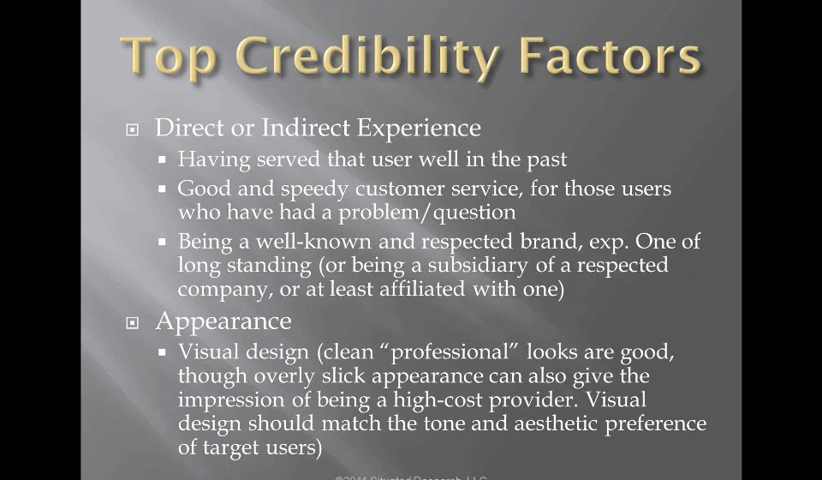 Top Credibility Factors
Direct or Indirect Experience
Having served that user well in the past
Good and speedy customer service, for those users
who have had a problem/question
Being a well-known and respected brand, exp. One of
long standing (or being a subsidiary of a respected
company, or at least affiliated with one)
Appearance
Visual design (clean “professional” looks are good,
though overly slick appearance can also give the
impression of being a high-cost provider. Visual
design should match the tone and aesthetic preference
of target users)